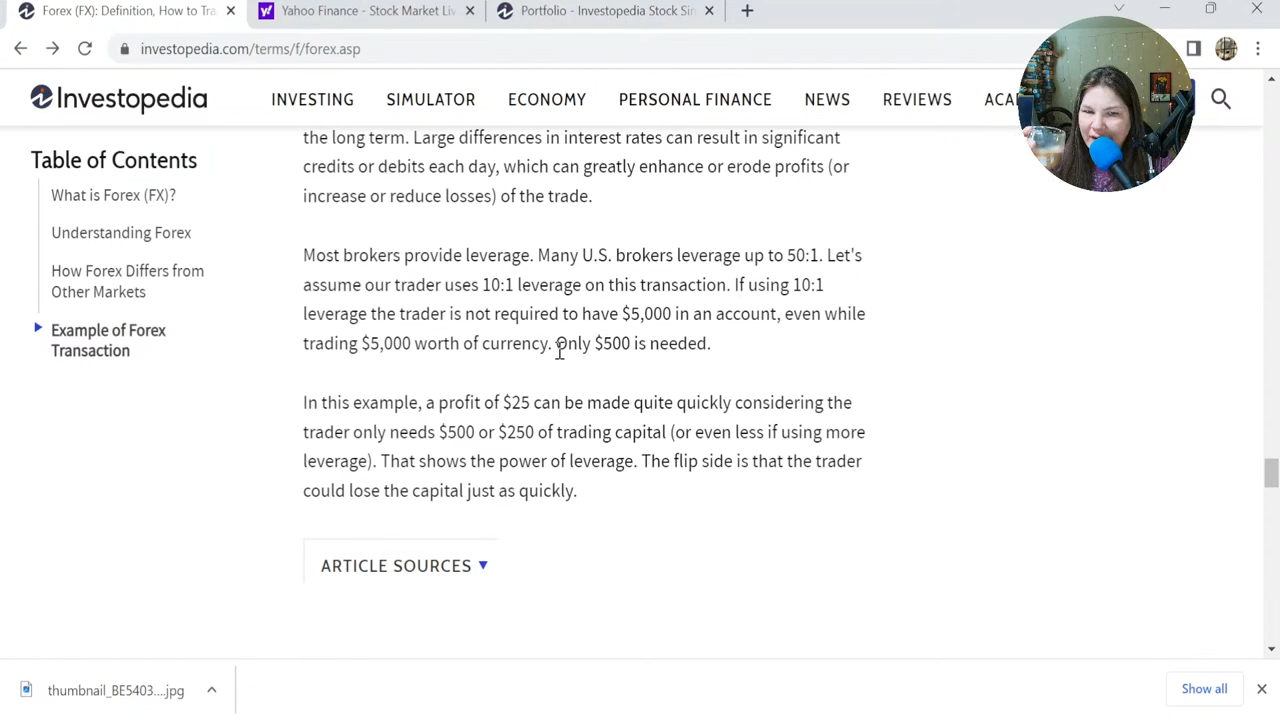 Forex (FX): Definition, How to Tra
Yahoo Finance - Stock Market Liv
Portfolio - Investopedia Stock Sin
investopedia.com/terms/f/forex.asp
Investopedia
INVESTING
SIMULATOR
ECONOMY
PERSONAL FINANCE
NEWS
REVIEWS
ACA
Table of Contents
What is Forex (FX)?
Understanding Forex
How Forex Differs from
Other Markets
Example of Forex
Transaction
the long term. Large differences in interest rates can result in significant
credits or debits each day, which can greatly enhance or erode profits (or
increase or reduce losses) of the trade.
Most brokers provide leverage. Many U.S. brokers leverage up to 50:1. Let's
assume our trader uses 10:1 leverage on this transaction. If using 10:1
leverage the trader is not required to have $5,000 in an account, even while
trading $5,000 worth of currency. Only $500 is needed.
In this example, a profit of $25 can be made quite quickly considering the
trader only needs $500 or $250 of trading capital (or even less if using more
leverage). That shows the power of leverage. The flip side is that the trader
could lose the capital just as quickly.
ARTICLE SOURCES
thumbnail_BE5403....jpg
Show all